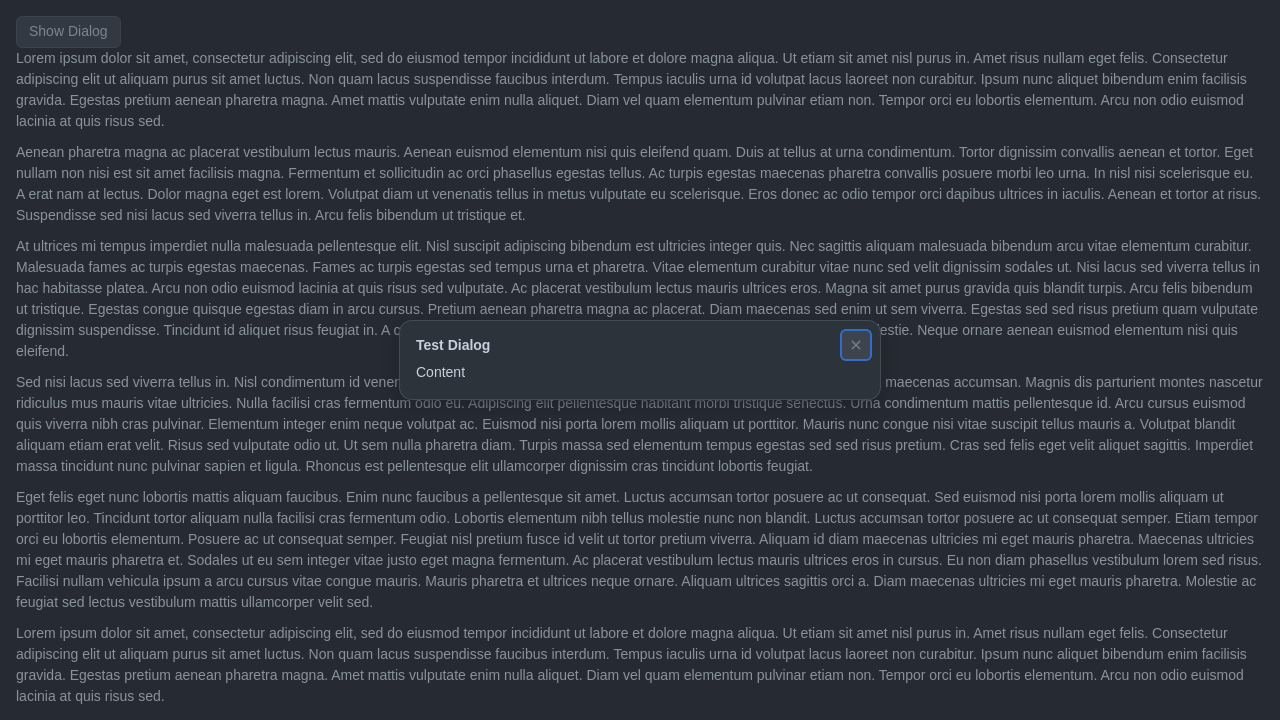 Show Dialog
Lorem ipsum dolor sit amet, consectetur adipiscing elit, sed do eiusmod tempor incididunt ut labore et dolore magna aliqua. Ut etiam sit amet nisl purus in. Amet risus nullam eget felis. Consectetur
adipiscing elit ut aliquam purus sit amet luctus. Non quam lacus suspendisse faucibus interdum. Tempus iaculis urna id volutpat lacus laoreet non curabitur. Ipsum nunc aliquet bibendum enim facilisis
gravida. Egestas pretium aenean pharetra magna. Amet mattis vulputate enim nulla aliquet. Diam vel quam elementum pulvinar etiam non. Tempor orci eu lobortis elementum. Arcu non odio euismod
lacinia at quis risus sed.
Aenean pharetra magna ac placerat vestibulum lectus mauris. Aenean euismod elementum nisi quis eleifend quam. Duis at tellus at urna condimentum. Tortor dignissim convallis aenean et tortor. Eget
nullam non nisi est sit amet facilisis magna. Fermentum et sollicitudin ac orci phasellus egestas tellus. Ac turpis egestas maecenas pharetra convallis posuere morbi leo urna. In nisl nisi scelerisque eu.
A erat nam at lectus. Dolor magna eget est lorem. Volutpat diam ut venenatis tellus in metus vulputate eu scelerisque. Eros donec ac odio tempor orci dapibus ultrices in iaculis. Aenean et tortor at risus.
Suspendisse sed nisi lacus sed viverra tellus in. Arcu felis bibendum ut tristique et.
At ultrices mi tempus imperdiet nulla malesuada pellentesque elit. Nisl suscipit adipiscing bibendum est ultricies integer quis. Nec sagittis aliquam malesuada bibendum arcu vitae elementum curabitur.
Malesuada fames ac turpis egestas maecenas. Fames ac turpis egestas sed tempus urna et pharetra. Vitae elementum curabitur vitae nunc sed velit dignissim sodales ut. Nisi lacus sed viverra tellus in
hac habitasse platea. Arcu non odio euismod lacinia at quis risus sed vulputate. Ac placerat vestibulum lectus mauris ultrices eros. Magna sit amet purus gravida quis blandit turpis. Arcu felis bibendum
ut tristique. Egestas congue quisque egestas diam in arcu cursus. Pretium aenean pharetra magna ac placerat. Diam maecenas sed enim ut sem viverra. Egestas sed sed risus pretium quam vulputate
dignissim suspendisse. Tincidunt id aliquet risus feugiat in. A Neque ornare aenean euismod elementum nisi quis
eleifend.
Test Dialog
Content
Sed nisi lacus sed viverra tellus in. Nisl condimentum id maecenas accumsan. Magnis dis parturient montes nascetur
ridiculus mus mauris vitae ultricies. Nulla facilisi cras fermentum odio eu. Adipiscing elit pellentesque habitant morbi tristique senectus. Urna condimentum mattis pellentesque id. Arcu cursus euismod
quis viverra nibh cras pulvinar. Elementum integer enim neque volutpat ac. Euismod nisi porta lorem mollis aliquam ut porttitor. Mauris nunc congue nisi vitae suscipit tellus mauris a. Volutpat blandit
aliquam etiam erat velit. Risus sed vulputate odio ut. Ut sem nulla pharetra diam. Turpis massa sed elementum tempus egestas sed sed risus pretium. Cras sed felis eget velit aliquet sagittis. Imperdiet
massa tincidunt nunc pulvinar sapien et ligula. Rhoncus est pellentesque elit ullamcorper dignissim cras tincidunt lobortis feugiat.
Eget felis eget nunc lobortis mattis aliquam faucibus. Enim nunc faucibus a pellentesque sit amet. Luctus accumsan tortor posuere ac ut consequat. Sed euismod nisi porta lorem mollis aliquam ut
porttitor leo. Tincidunt tortor aliquam nulla facilisi cras fermentum odio. Lobortis elementum nibh tellus molestie nunc non blandit. Luctus accumsan tortor posuere ac ut consequat semper. Etiam tempor
orci eu lobortis elementum. Posuere ac ut consequat semper. Feugiat nisl pretium fusce id velit ut tortor pretium viverra. Aliquam id diam maecenas ultricies mi eget mauris pharetra. Maecenas ultricies
mi eget mauris pharetra et. Sodales ut eu sem integer vitae justo eget magna fermentum. Ac placerat vestibulum lectus mauris ultrices eros in cursus. Eu non diam phasellus vestibulum lorem sed risus.
Facilisi nullam vehicula ipsum a arcu cursus vitae congue mauris. Mauris pharetra et ultrices neque ornare. Aliquam ultrices sagittis orci a. Diam maecenas ultricies mi eget mauris pharetra. Molestie ac
feugiat sed lectus vestibulum mattis ullamcorper velit sed.
Lorem ipsum dolor sit amet, consectetur adipiscing elit, sed do eiusmod tempor incididunt ut labore et dolore magna aliqua. Ut etiam sit amet nisl purus in. Amet risus nullam eget felis. Consectetur
adipiscing elit ut aliquam purus sit amet luctus. Non quam lacus suspendisse faucibus interdum. Tempus iaculis urna id volutpat lacus laoreet non curabitur. Ipsum nunc aliquet bibendum enim facilisis
gravida. Egestas pretium aenean pharetra magna. Amet mattis vulputate enim nulla aliquet. Diam vel quam elementum pulvinar etiam non. Tempor orci eu lobortis elementum. Arcu non odio euismod
lacinia at quis risus sed.